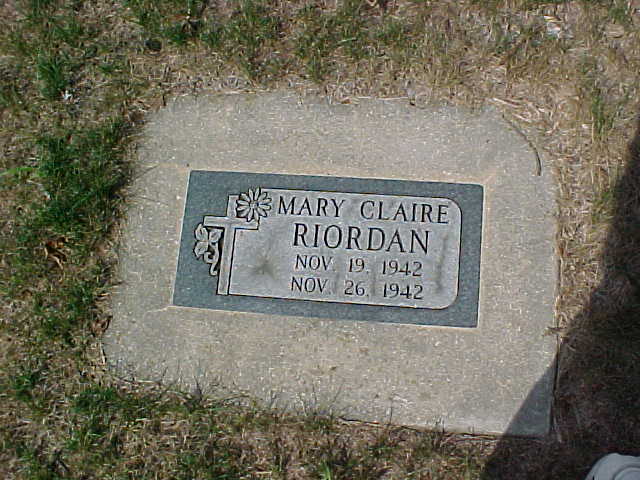 MARY CLAIRE
RIORDAN
NOV. 19, 1942
NOV. 26, 1942